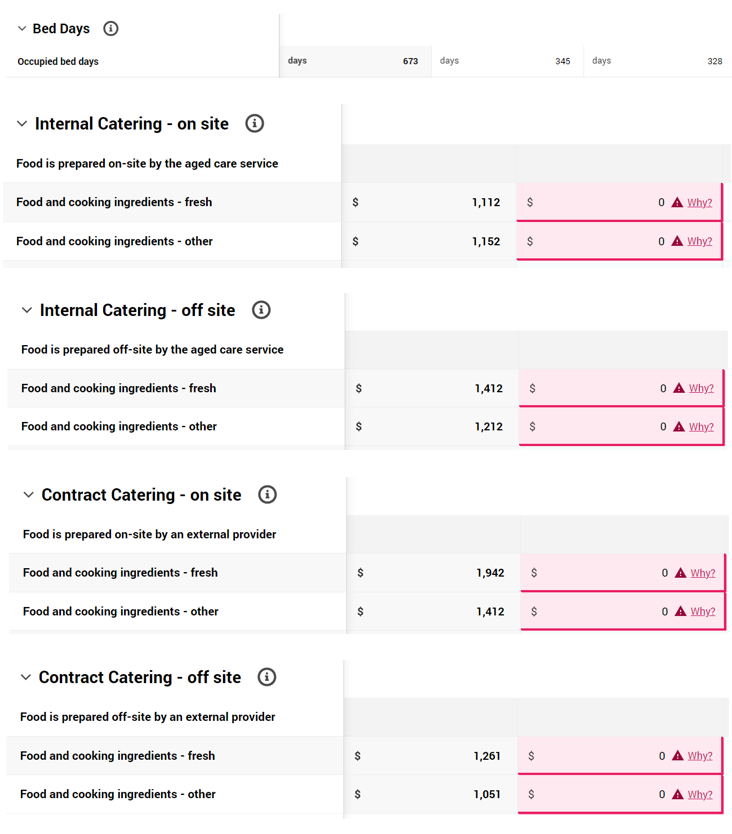 Bed Days
Occupied bed days days 673 days 345 days 328
Internal Catering - on site
Food is prepared on-site by the aged care service
Food and cooking ingredients - fresh $ 1,112 $ 0 Why?
Food and cooking ingredients - other $ 1,152 $ 0 Why?
Internal Catering - off site
Food is prepared off-site by the aged care service
Food and cooking ingredients - fresh $ 1,412 $ 0 Why?
Food and cooking ingredients - other $ 1,212 $ 0 Why?
Contract Catering - on site
Food is prepared on-site by an external provider
Food and cooking ingredients - fresh $ 1,942 $ 0 Why?
Food and cooking ingredients - other $ 1,412 $ 0 Why?
Contract Catering - off site
Food is prepared off-site by an external provider
Food and cooking ingredients - fresh $ 1,261 $ 0 Why?
Food and cooking ingredients - other $ 1,051 $ 0 Why?